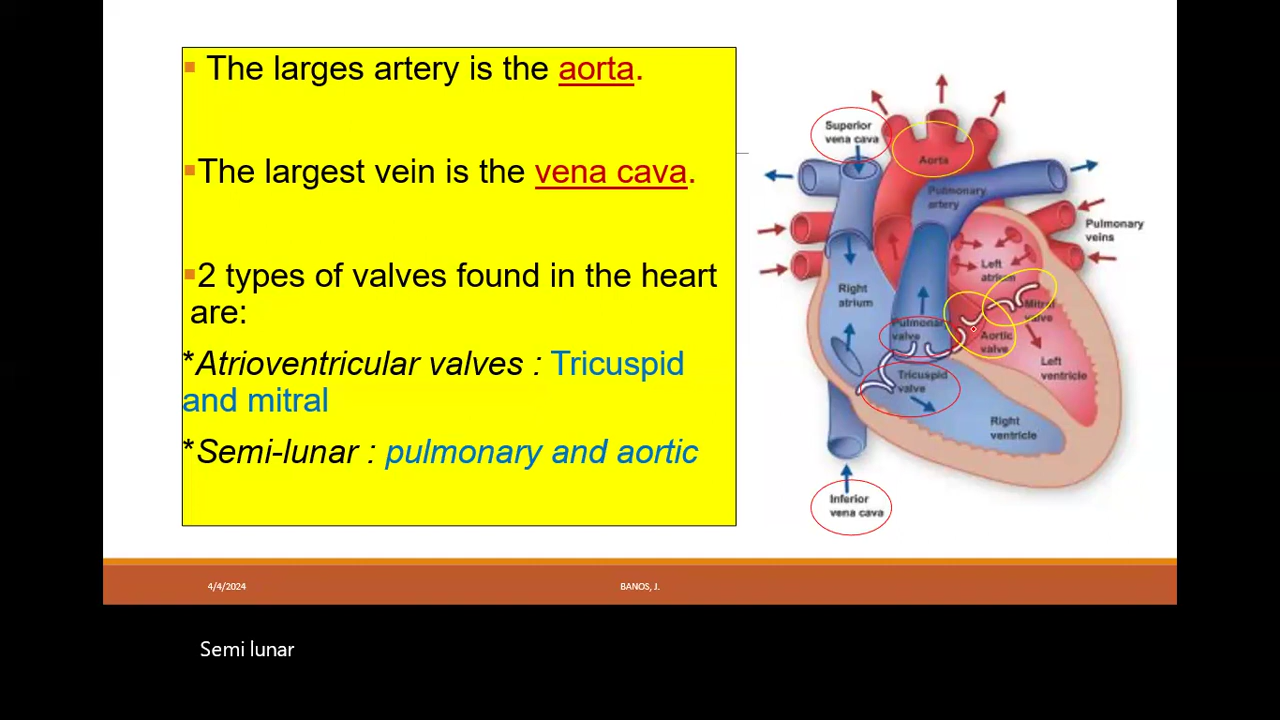 ▪ The larges artery is the aorta.
▪The largest vein is the vena cava.
▪2 types of valves found in the heart
are:
*Atrioventricular valves : Tricuspid
and mitral
*Semi-lunar : pulmonary and aortic
Superior
vena cava
Aorta
Pulmonary
artery
Pulmonary
veins
Left
atrium
Right
atrium
Mitral
valve
Pulmonary
valve
Aortic
valve
Tricuspid
valve
Left
ventricle
Right
ventricle
Inferior
vena cava
4/4/2024
BANOS, J.
Semi lunar